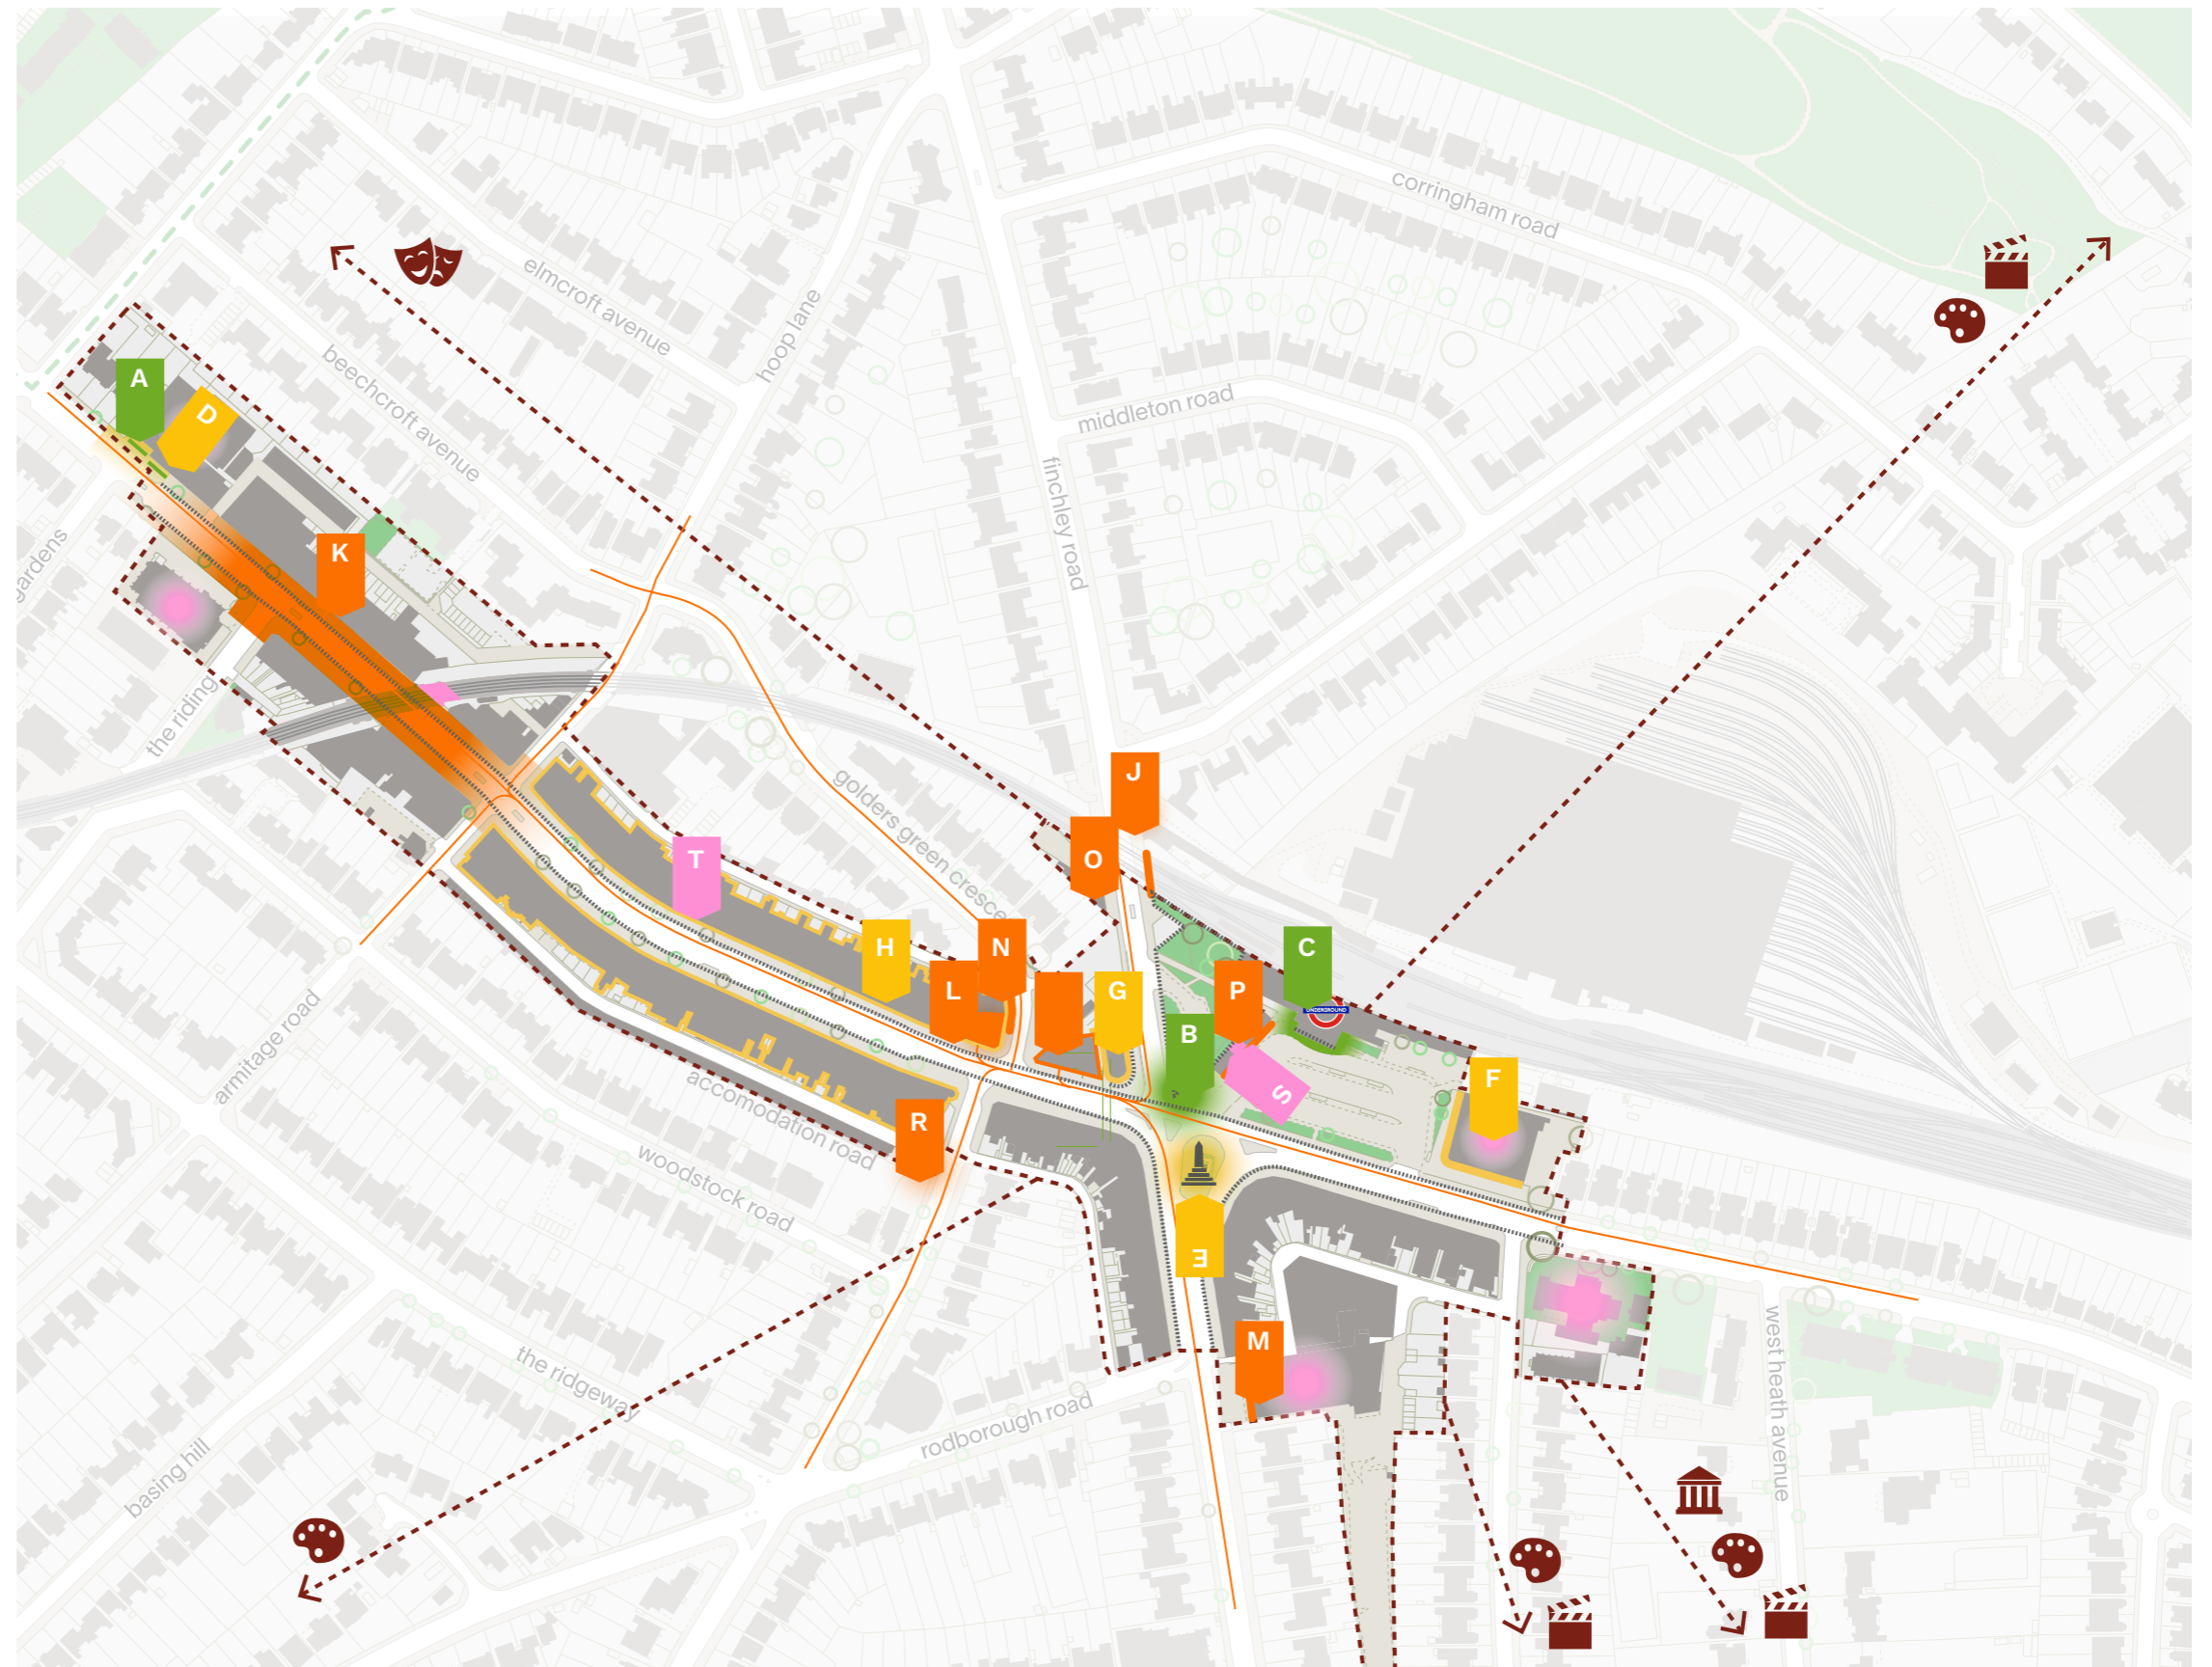 corringham road
elmcroft avenue
hoop lane
beechcroft avenue
A
D
middleton road
finchley road
gardens
K
the riding
J
golders green cresce
O
T
H
N
C
L
G
P
UNDERGROUND
B
armitage road
S
F
accomodation road
R
woodstock road
E
the ridgeway
M
west heath avenue
rodborough road
basing hill